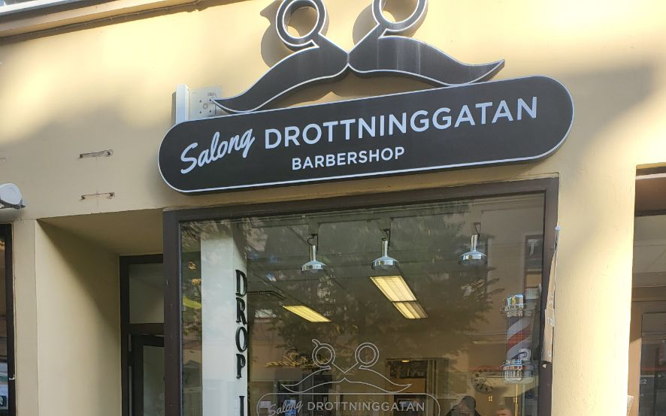 Salong DROTTNINGGATAN
BARBERSHOP
DROP
Salong DROTTNINGGATAN